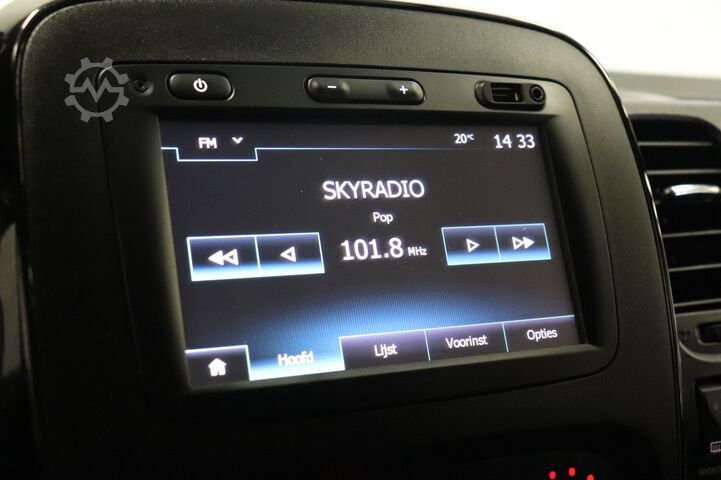 − +
FM 20°C 14 33
SKYRADIO
Pop
101.8 MHz
Hoofd Lijst Voorinst Opties